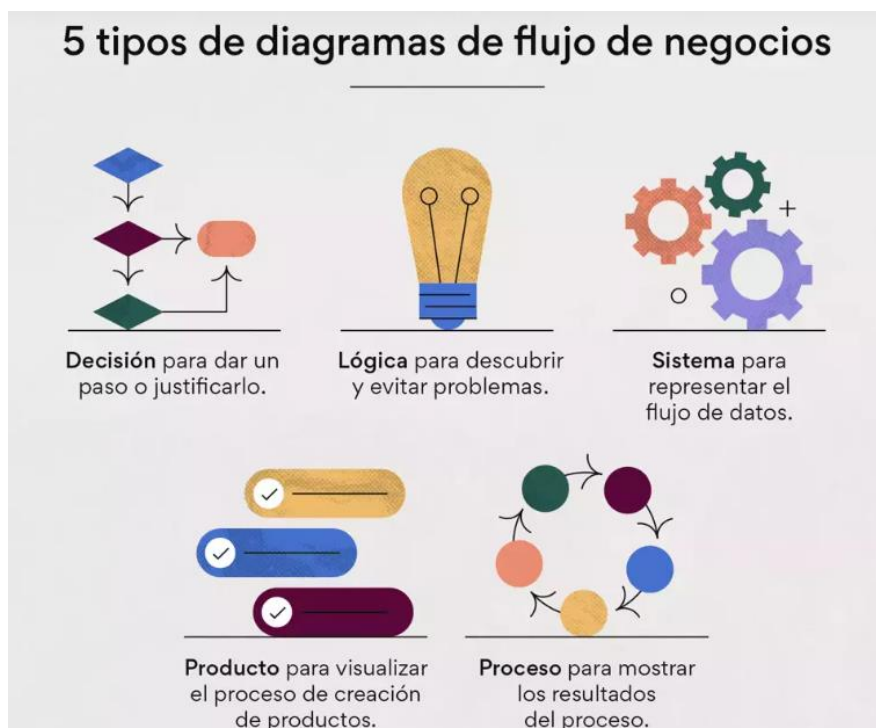 5 tipos de diagramas de flujo de negocios
Decisión para dar un
paso o justificarlo.
Lógica para descubrir
y evitar problemas.
Sistema para
representar el
flujo de datos.
Producto para visualizar
el proceso de creación
de productos.
Proceso para mostrar
los resultados
del proceso.